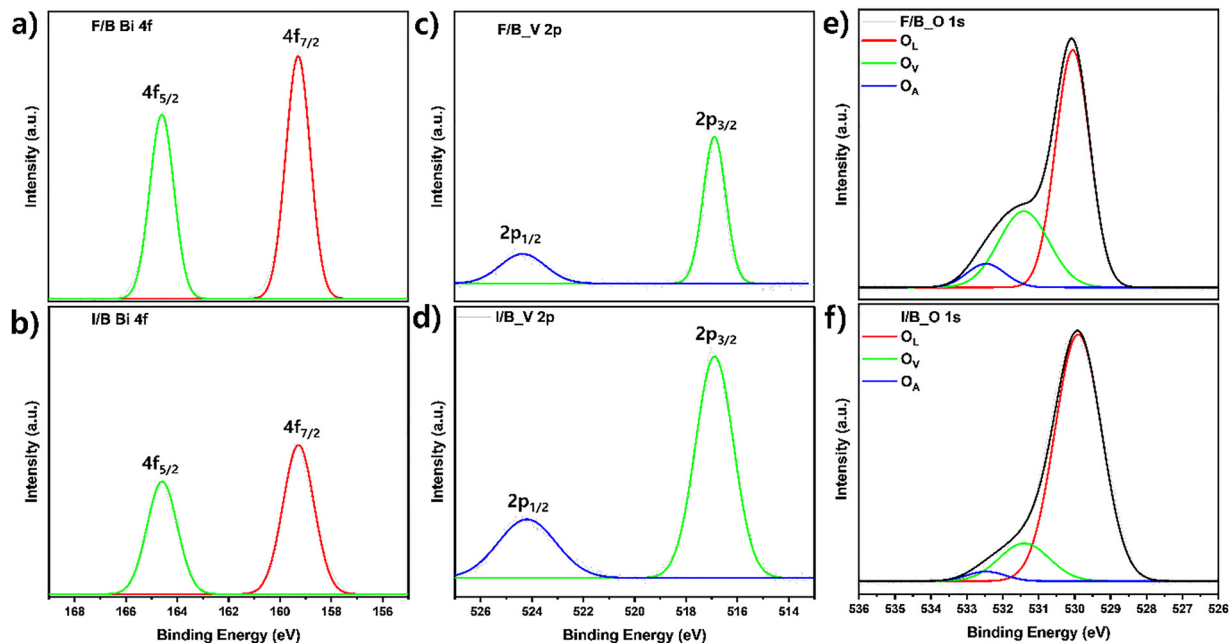 a)
F/B Bi 4f
4f7/2
4f5/2
Intensity (a.u.)
b)
I/B Bi 4f
4f7/2
4f5/2
Intensity (a.u.)
168 166 164 162 160 158 156
Binding Energy (eV)
c)
F/B_V 2p
2p3/2
2p1/2
Intensity (a.u.)
d)
I/B_V 2p
2p3/2
2p1/2
Intensity (a.u.)
526 524 522 520 518 516 514
Binding Energy (eV)
e)
F/B_O 1s
OL
OV
OA
Intensity (a.u.)
f)
I/B_O 1s
OL
OV
OA
Intensity (a.u.)
536 535 534 533 532 531 530 529 528 527 526
Binding Energy (eV)